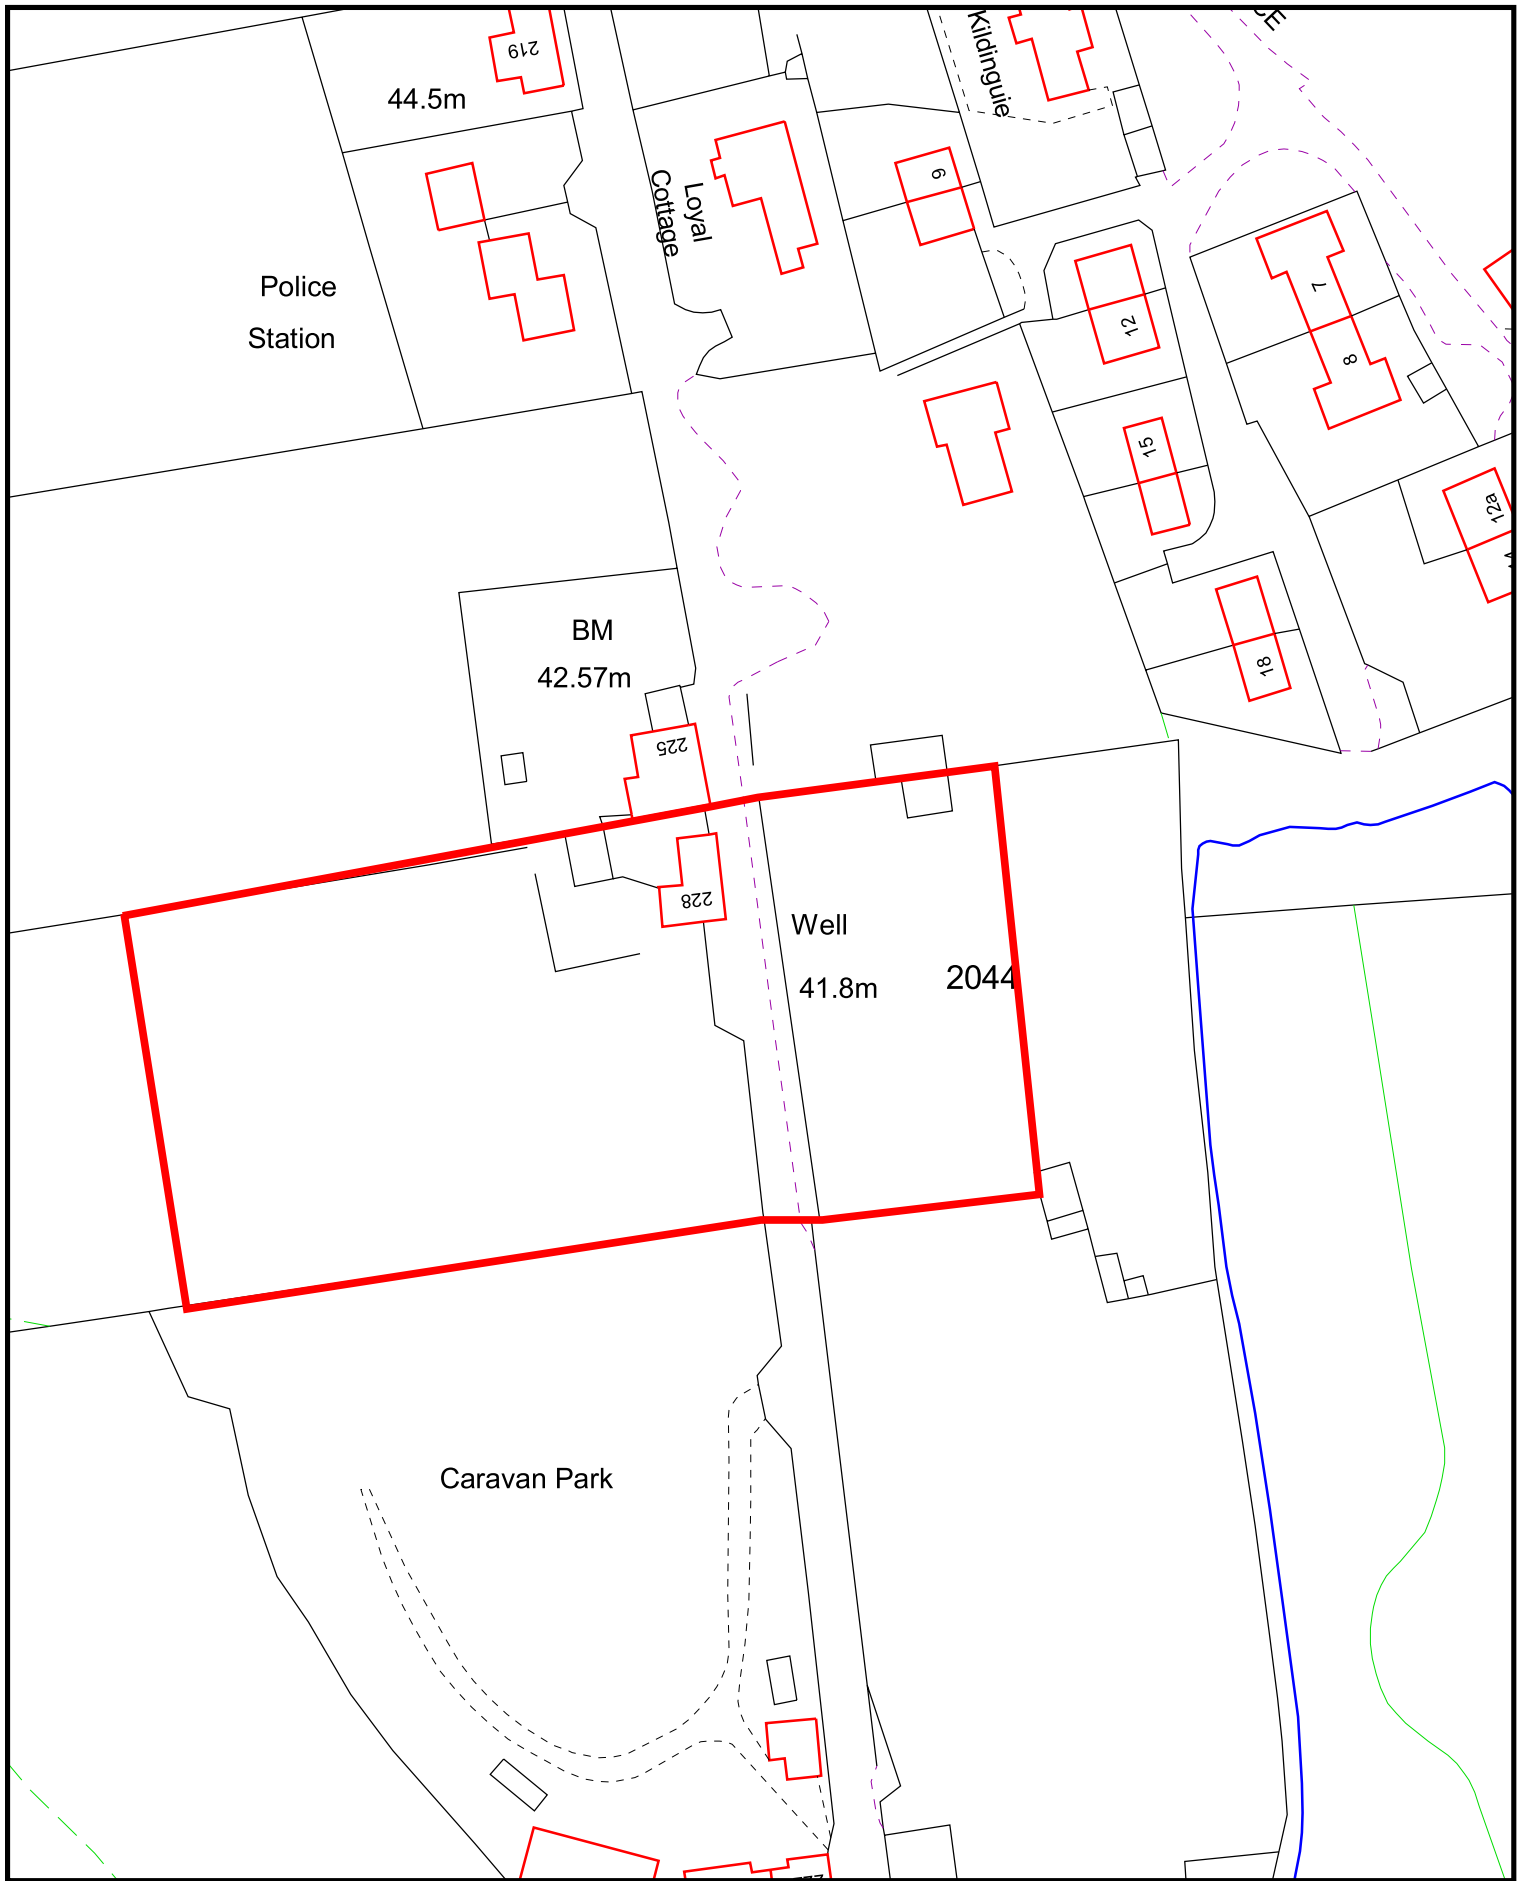 219
44.5m
Kildinguie
Loyal
Cottage
9
Police
Station
7
12
8
15
12a
BM
42.57m
18
225
228
Well
41.8m
2044
Caravan Park